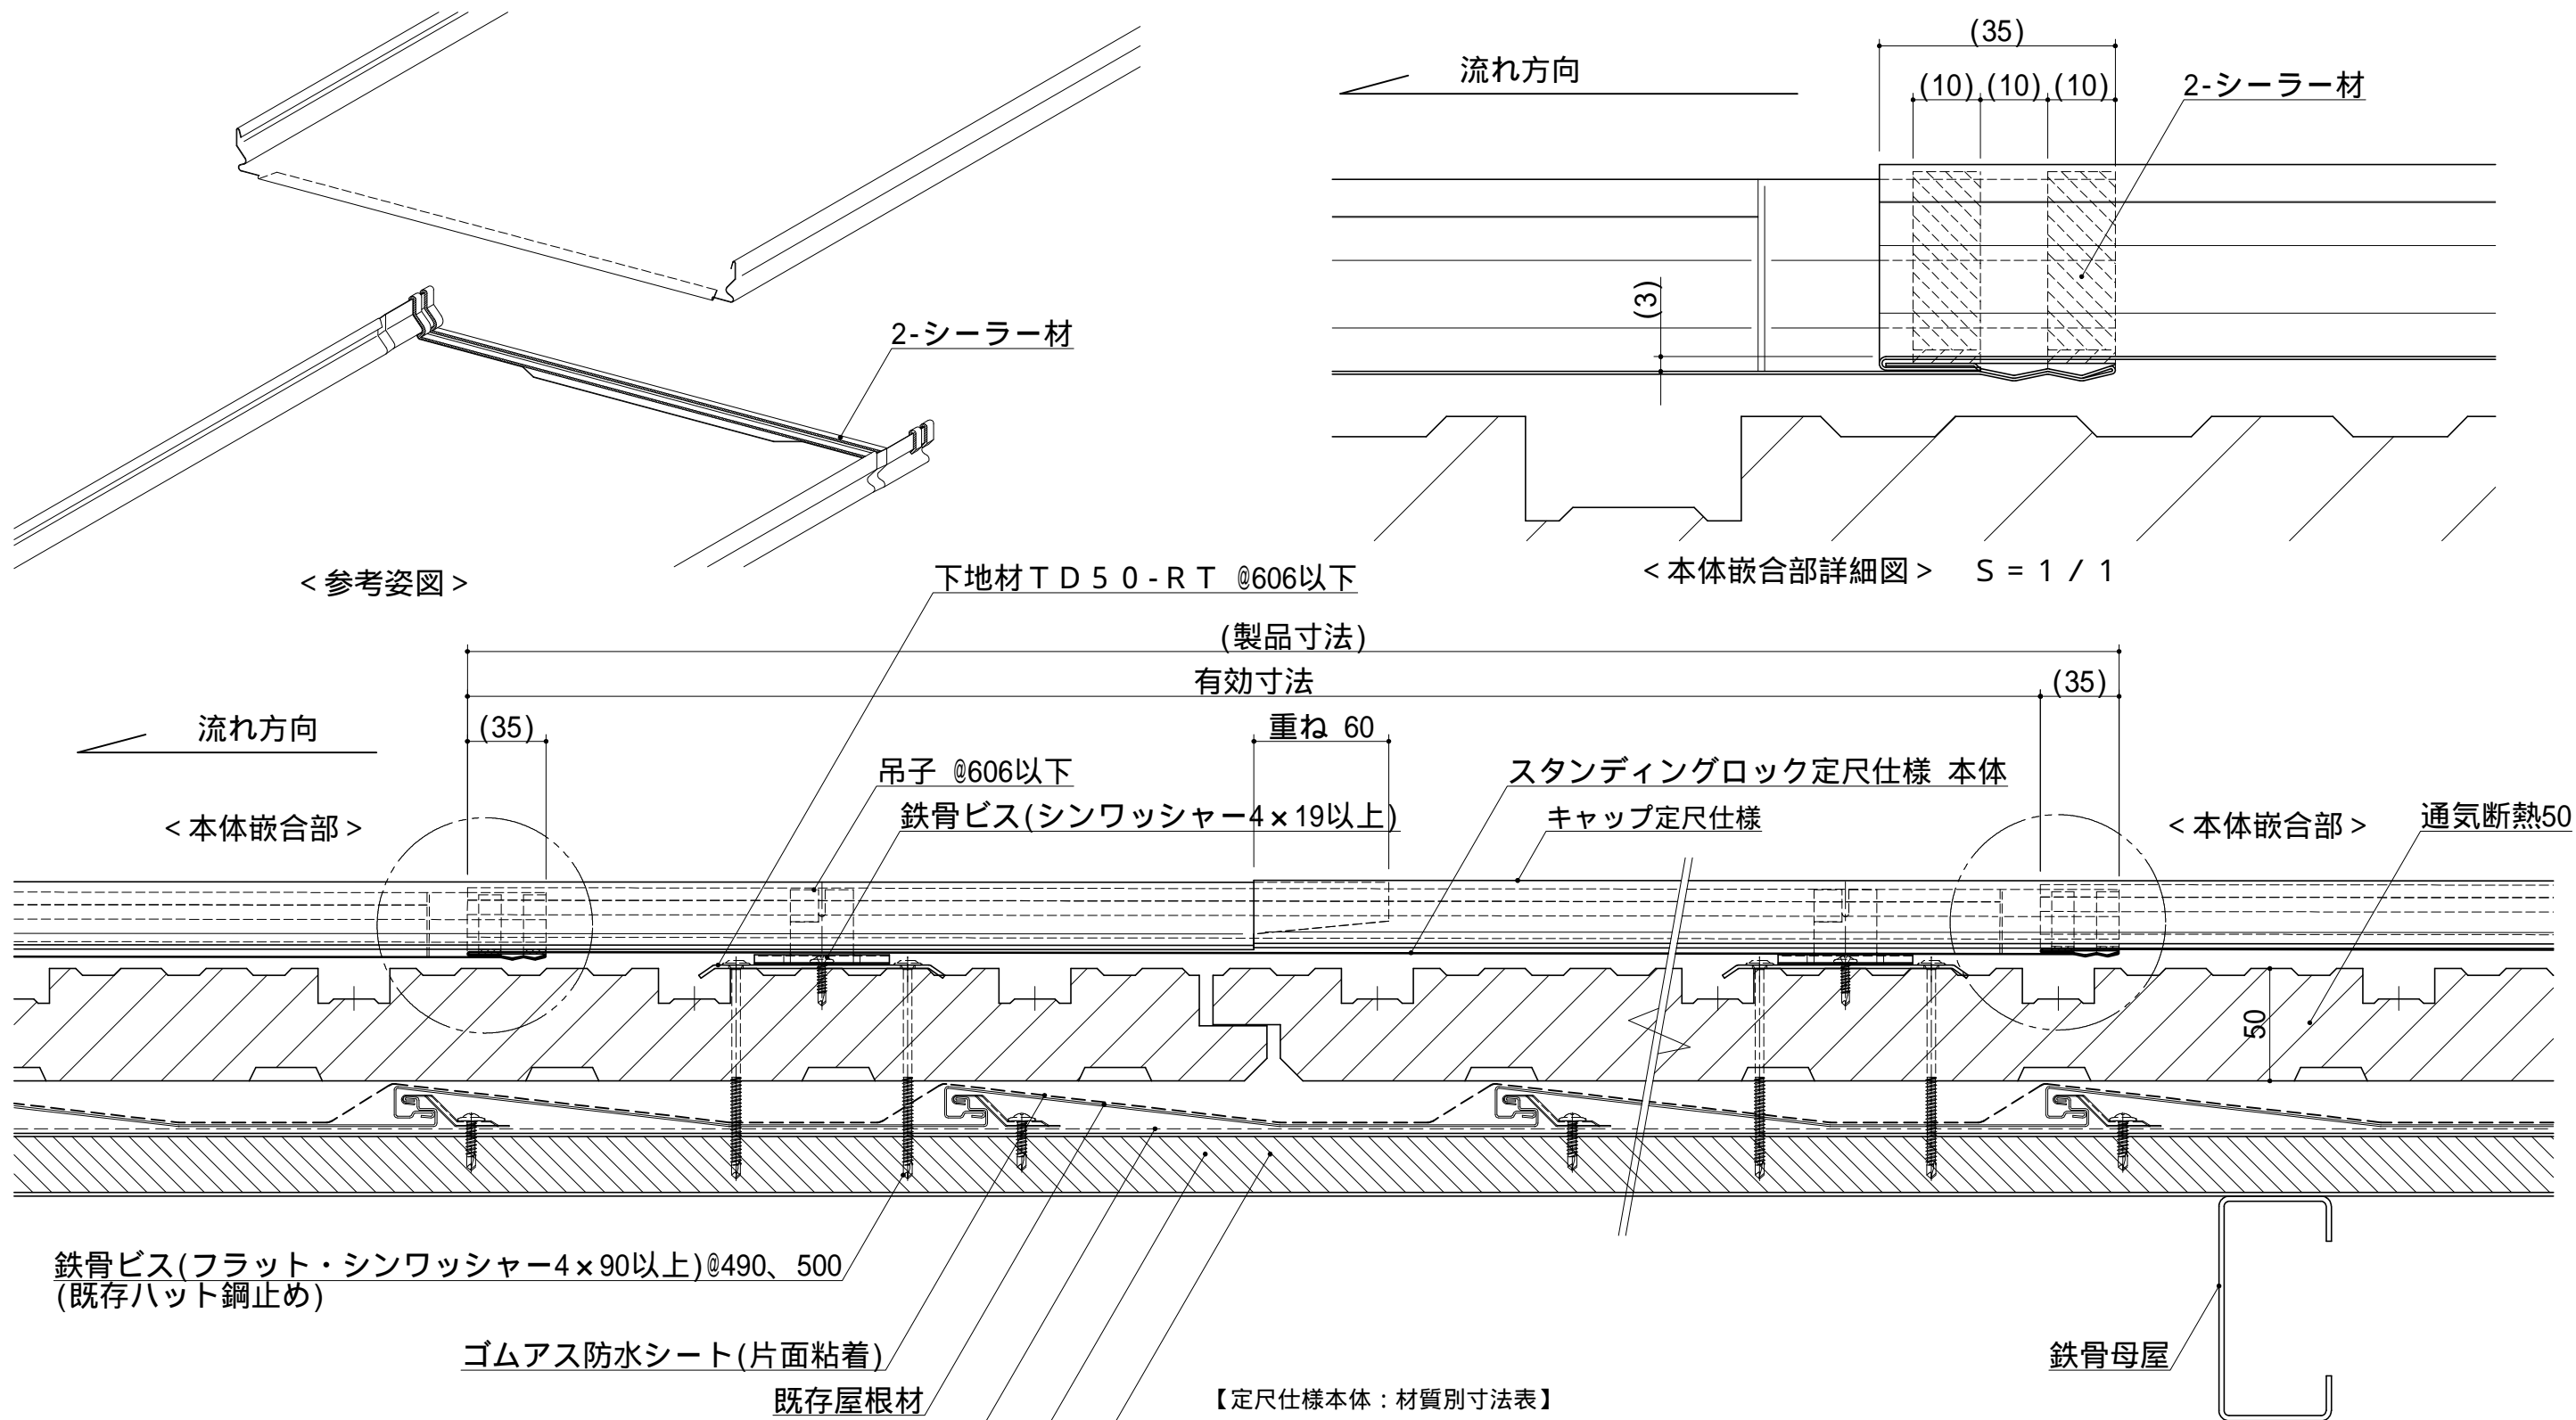 (35)
流れ方向
(10) (10) (10)
2-シーラー材
(3)
2-シーラー材
<参考姿図>
<本体嵌合部詳細図> S=1/1
下地材TD50-RT @606以下
(製品寸法)
有効寸法
(35)
流れ方向
(35)
重ね 60
吊子 @606以下
スタンディングロック定尺仕様 本体
鉄骨ビス(シンワッシャー4×19以上)
キャップ定尺仕様
通気断熱50
<本体嵌合部>
<本体嵌合部>
50
鉄骨ビス(フラット・シンワッシャー4×90以上)@490、500
(既存ハット鋼止め)
ゴムアス防水シート(片面粘着)
鉄骨母屋
既存屋根材
【定尺仕様本体:材質別寸法表】